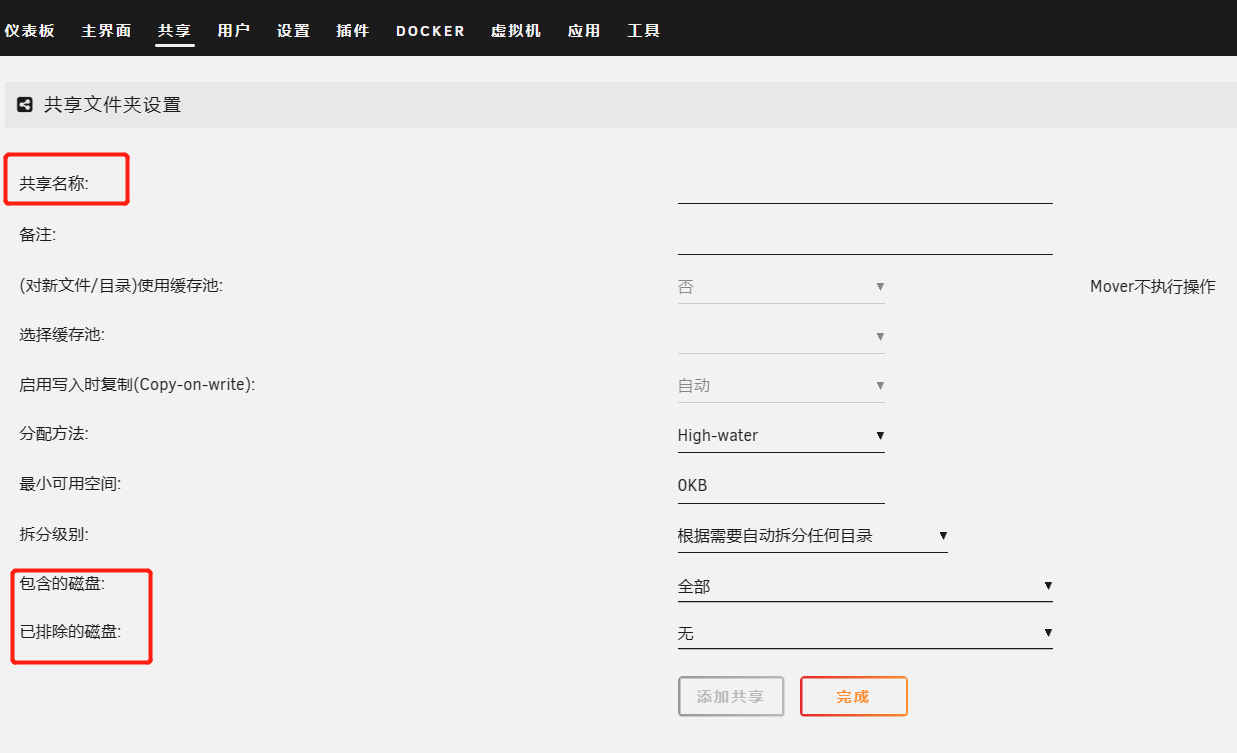 仪表板 主界面 共享 用户 设置 插件 DOCKER 虚拟机 应用 工具
共享文件夹设置
共享名称:
备注:
(对新文件/目录)使用缓存池: 否 Mover不执行操作
选择缓存池:
启用写入时复制(Copy-on-write): 自动
分配方法: High-water
最小可用空间: 0KB
拆分级别: 根据需要自动拆分任何目录
包含的磁盘: 全部
已排除的磁盘: 无
添加共享 完成